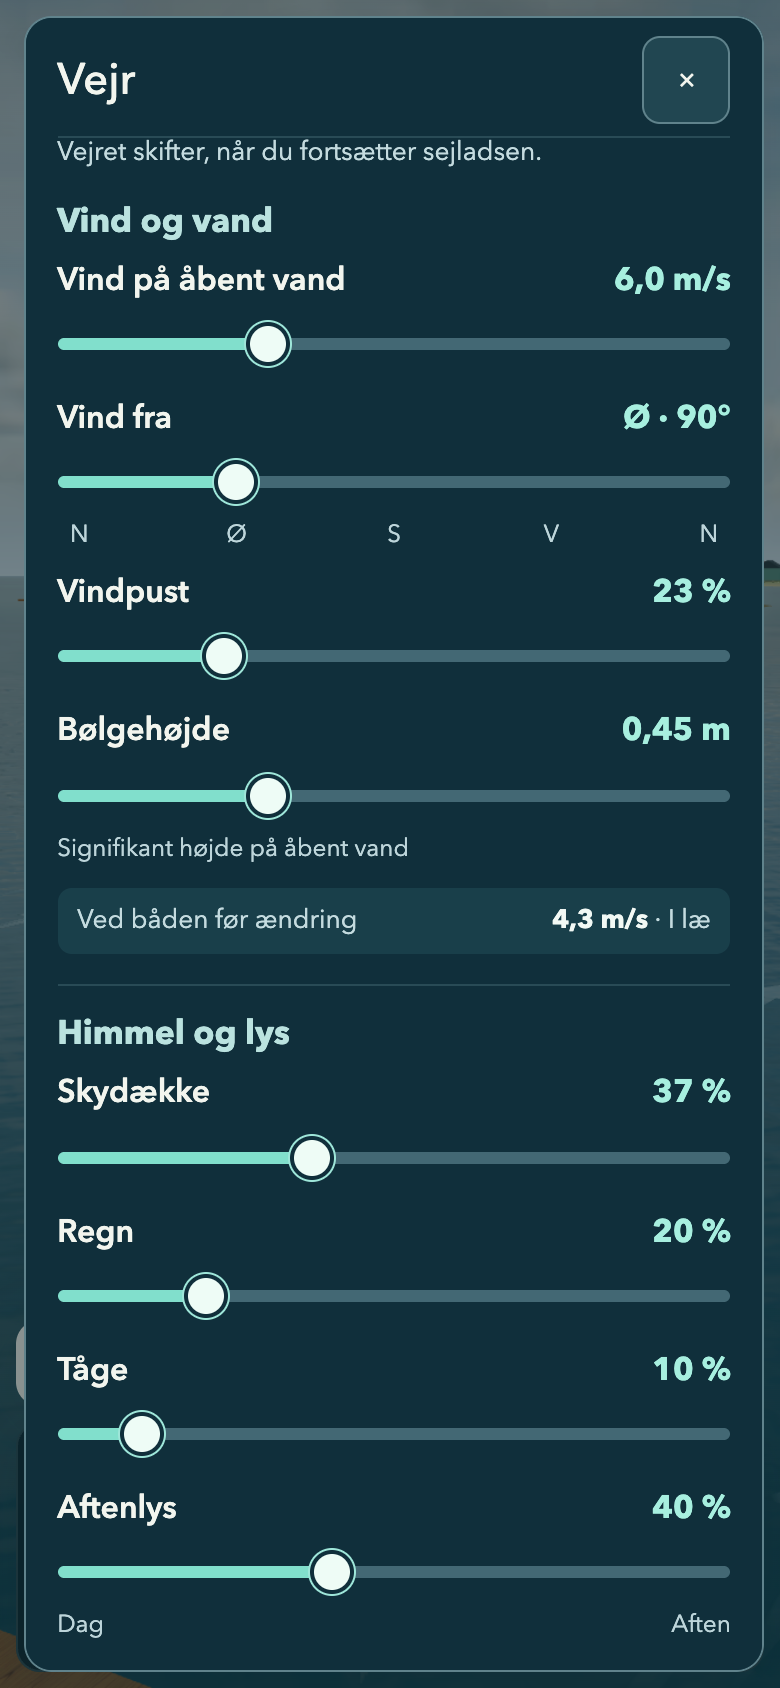 Vejr
×
Vejret skifter, når du fortsætter sejladsen.
Vind og vand
Vind på åbent vand 6,0 m/s
Vind fra Ø · 90°
N Ø S V N
Vindpust 23 %
Bølgehøjde 0,45 m
Signifikant højde på åbent vand
Ved båden før ændring 4,3 m/s · I læ
Himmel og lys
Skydække 37 %
Regn 20 %
Tåge 10 %
Aftenlys 40 %
Dag Aften